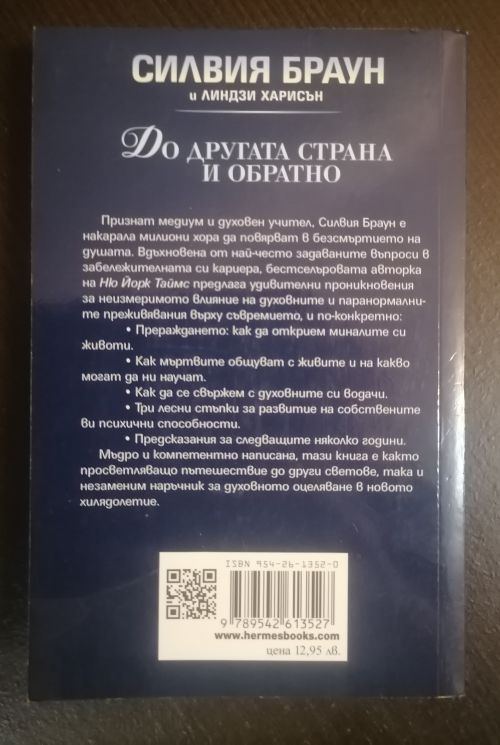 СИЛВИЯ БРАУН
и ЛИНДЗИ ХАРИСЪН
ДО ДРУГАТА СТРАНА
И ОБРАТНО
Признат медиум и духовен учител, Силвия Браун е
накарала милиони хора да повярват в безсмъртието на
душата. Вдъхновена от най-често задаваните въпроси в
забележителната си кариера, бестселъровата авторка
на Ню Йорк Таймс предлага удивителни проникновения
за неизмеримото влияние на духовните и паранормални-
те преживявания върху съвремието, и по-конкретно:
• Прераждането: как да открием миналите си
животи.
• Как мъртвите общуват с живите и на какво
могат да ни научат.
• Как да се свържем с духовните си водачи.
• Три лесни стъпки за развитие на собствените
ви психични способности.
• Предсказания за следващите няколко години.
Мъдро и компетентно написана, тази книга е както
просветляващо пътешествие до други светове, така и
незаменим наръчник за духовното оцеляване в новото
хилядолетие.
ISBN 954-26-1352-0
9 789542 613527
www.hermesbooks.com
цена 12,95 лв.